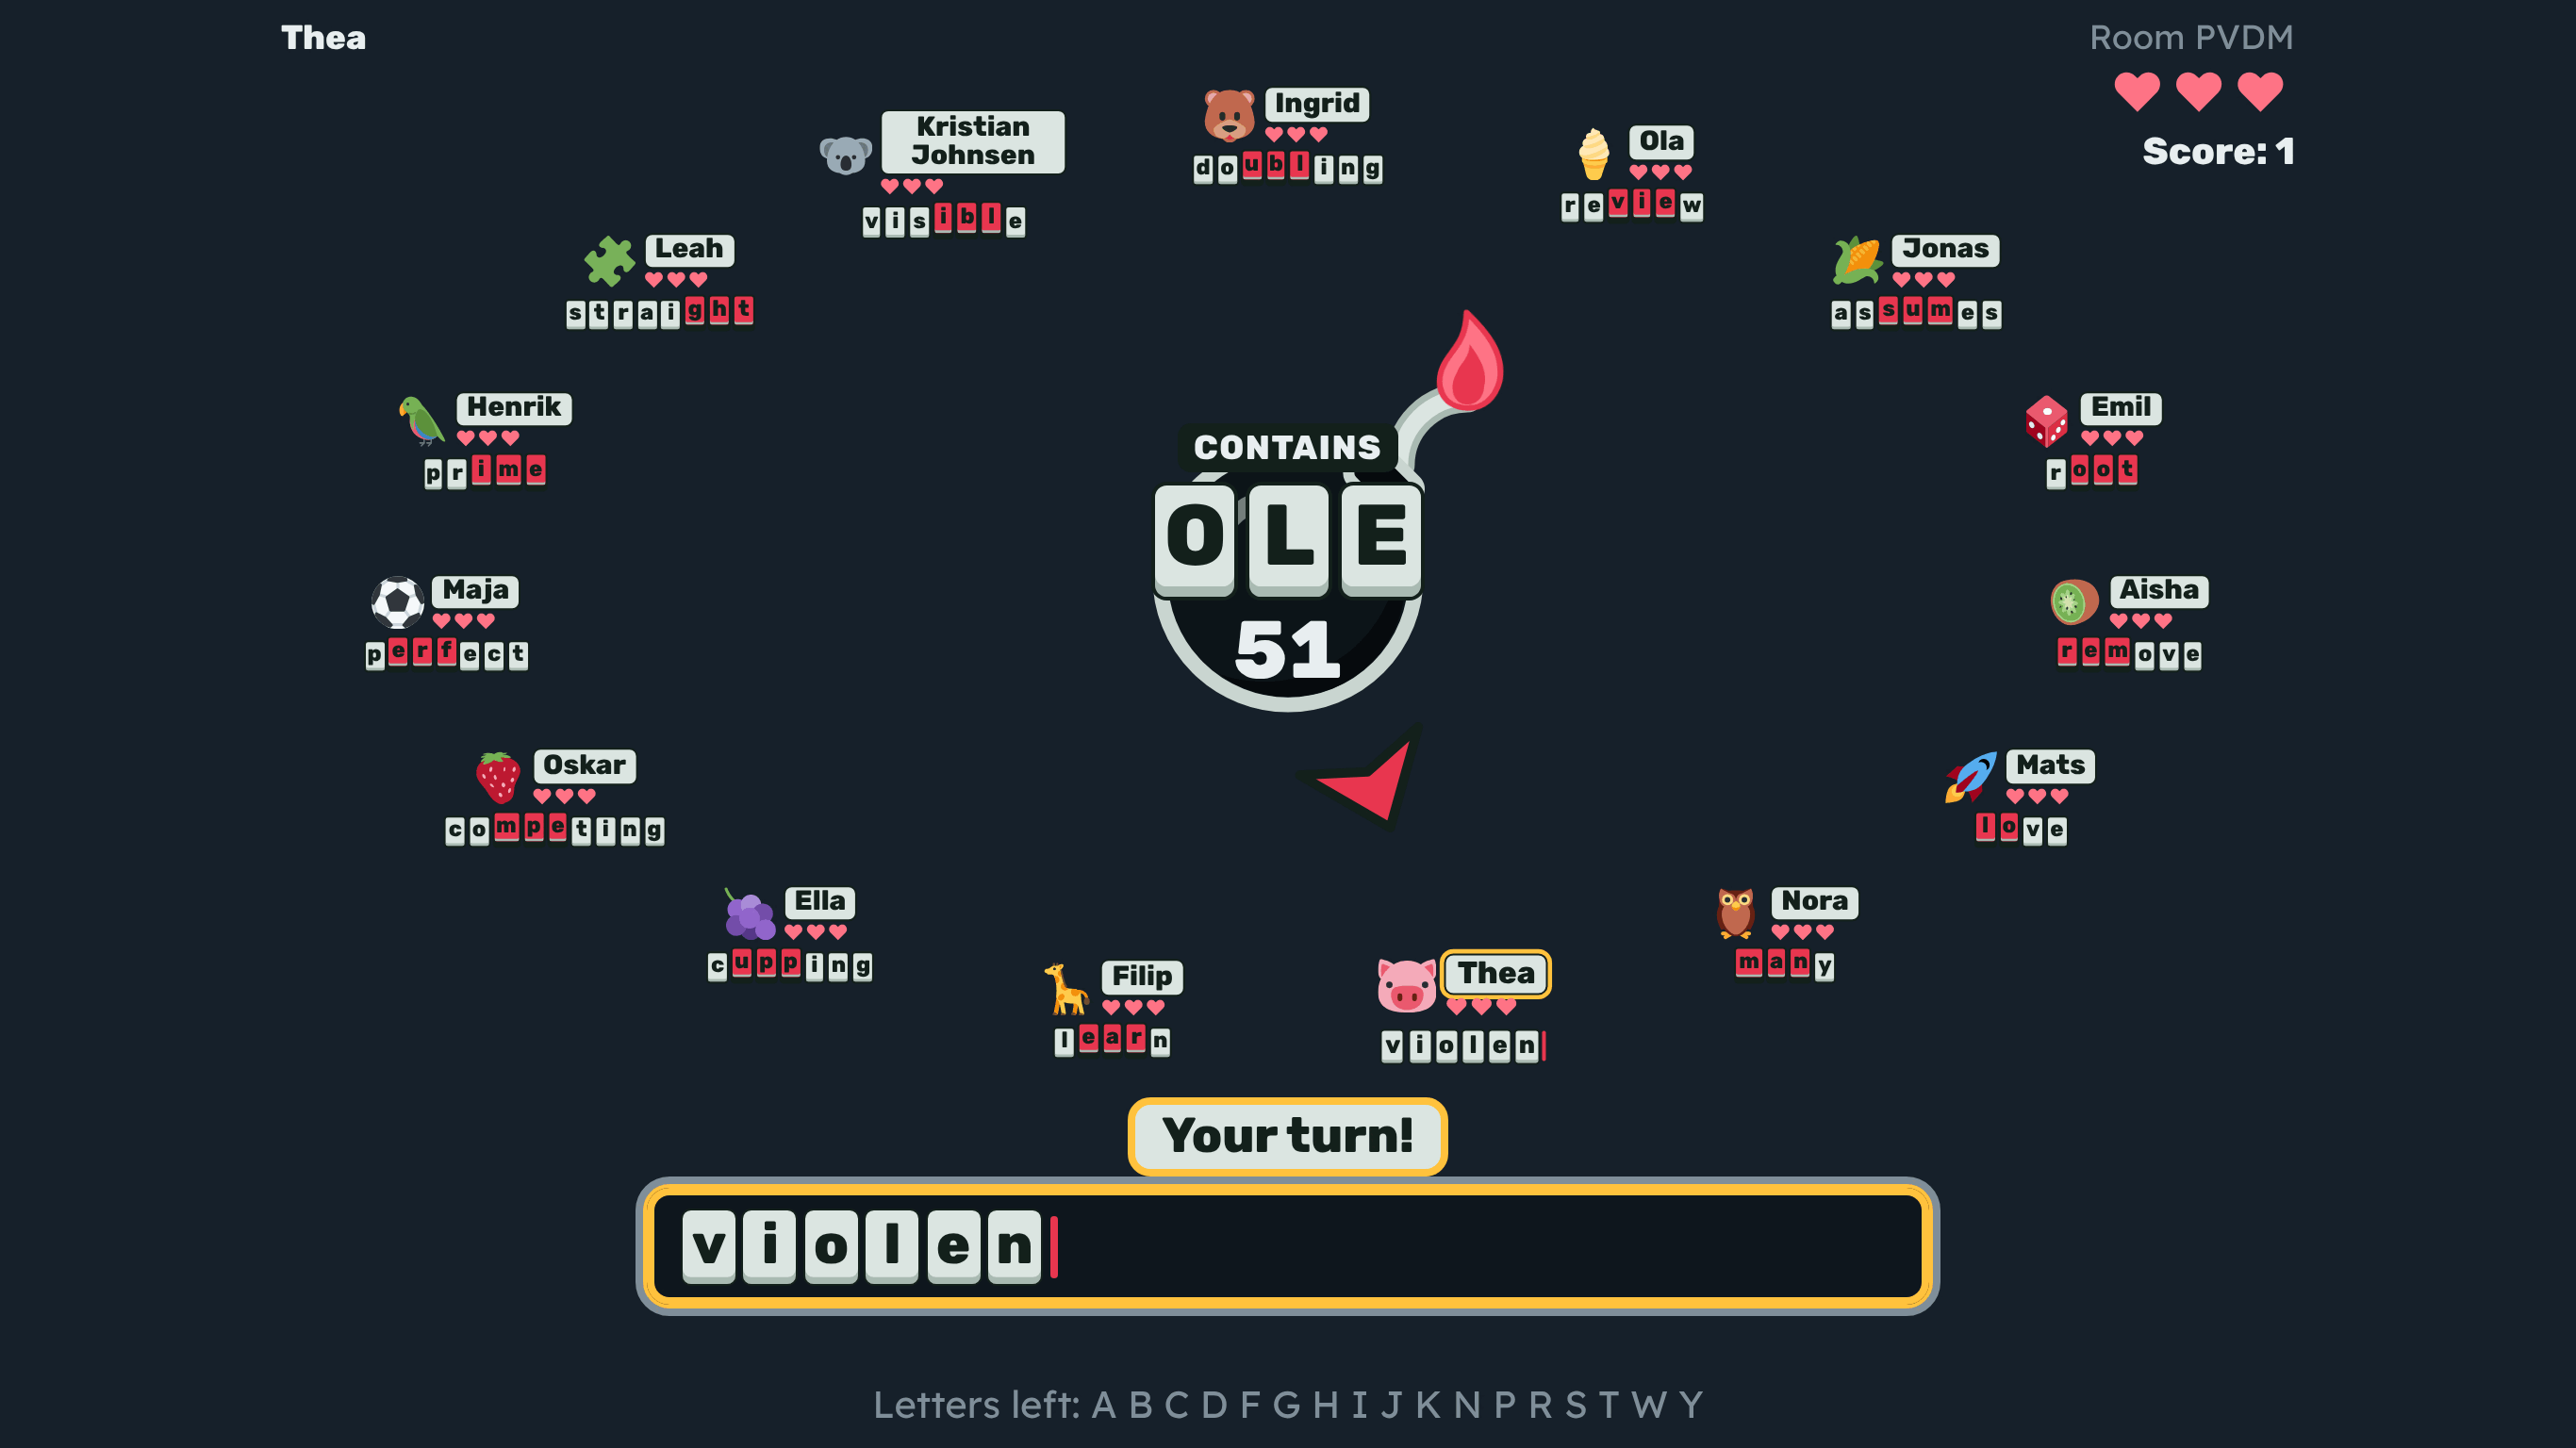 Thea
Room PVDM
Score: 1
Ingrid
doubling
Kristian
Johnsen
visible
Ola
review
Leah
straight
Jonas
assumes
Henrik
prime
Emil
root
CONTAINS
OLE
51
Maja
perfect
Aisha
remove
Oskar
competing
Mats
love
Ella
cupping
Nora
many
Filip
learn
Thea
violen
Your turn!
violen
Letters left: A B C D F G H I J K N P R S T W Y